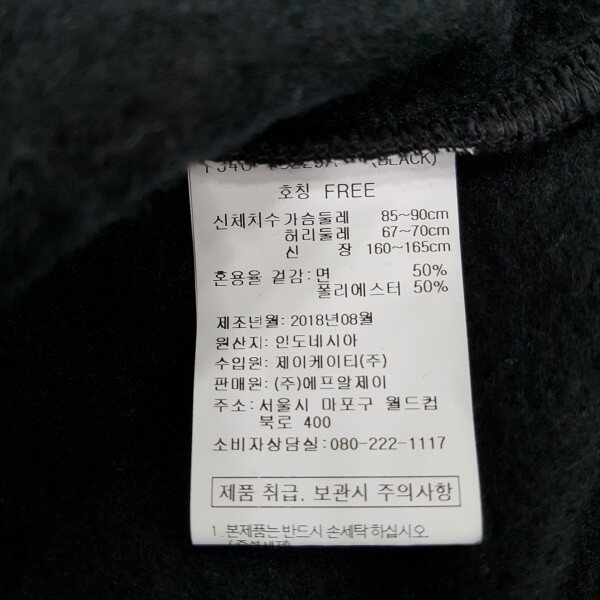 (BLACK)
호칭 FREE
신체치수 가슴둘레 85~90cm
허리둘레 67~70cm
신 장 160~165cm
혼용율 겉감: 면 50%
폴리에스터 50%
제조년월: 2018년08월
원산지: 인도네시아
수입원: 제이케이티(주)
판매원: (주)에프알제이
주소: 서울시 마포구 월드컵
북로 400
소비자상담실: 080-222-1117
제품 취급, 보관시 주의사항
1. 본제품는 반드시 손세탁 하십시오